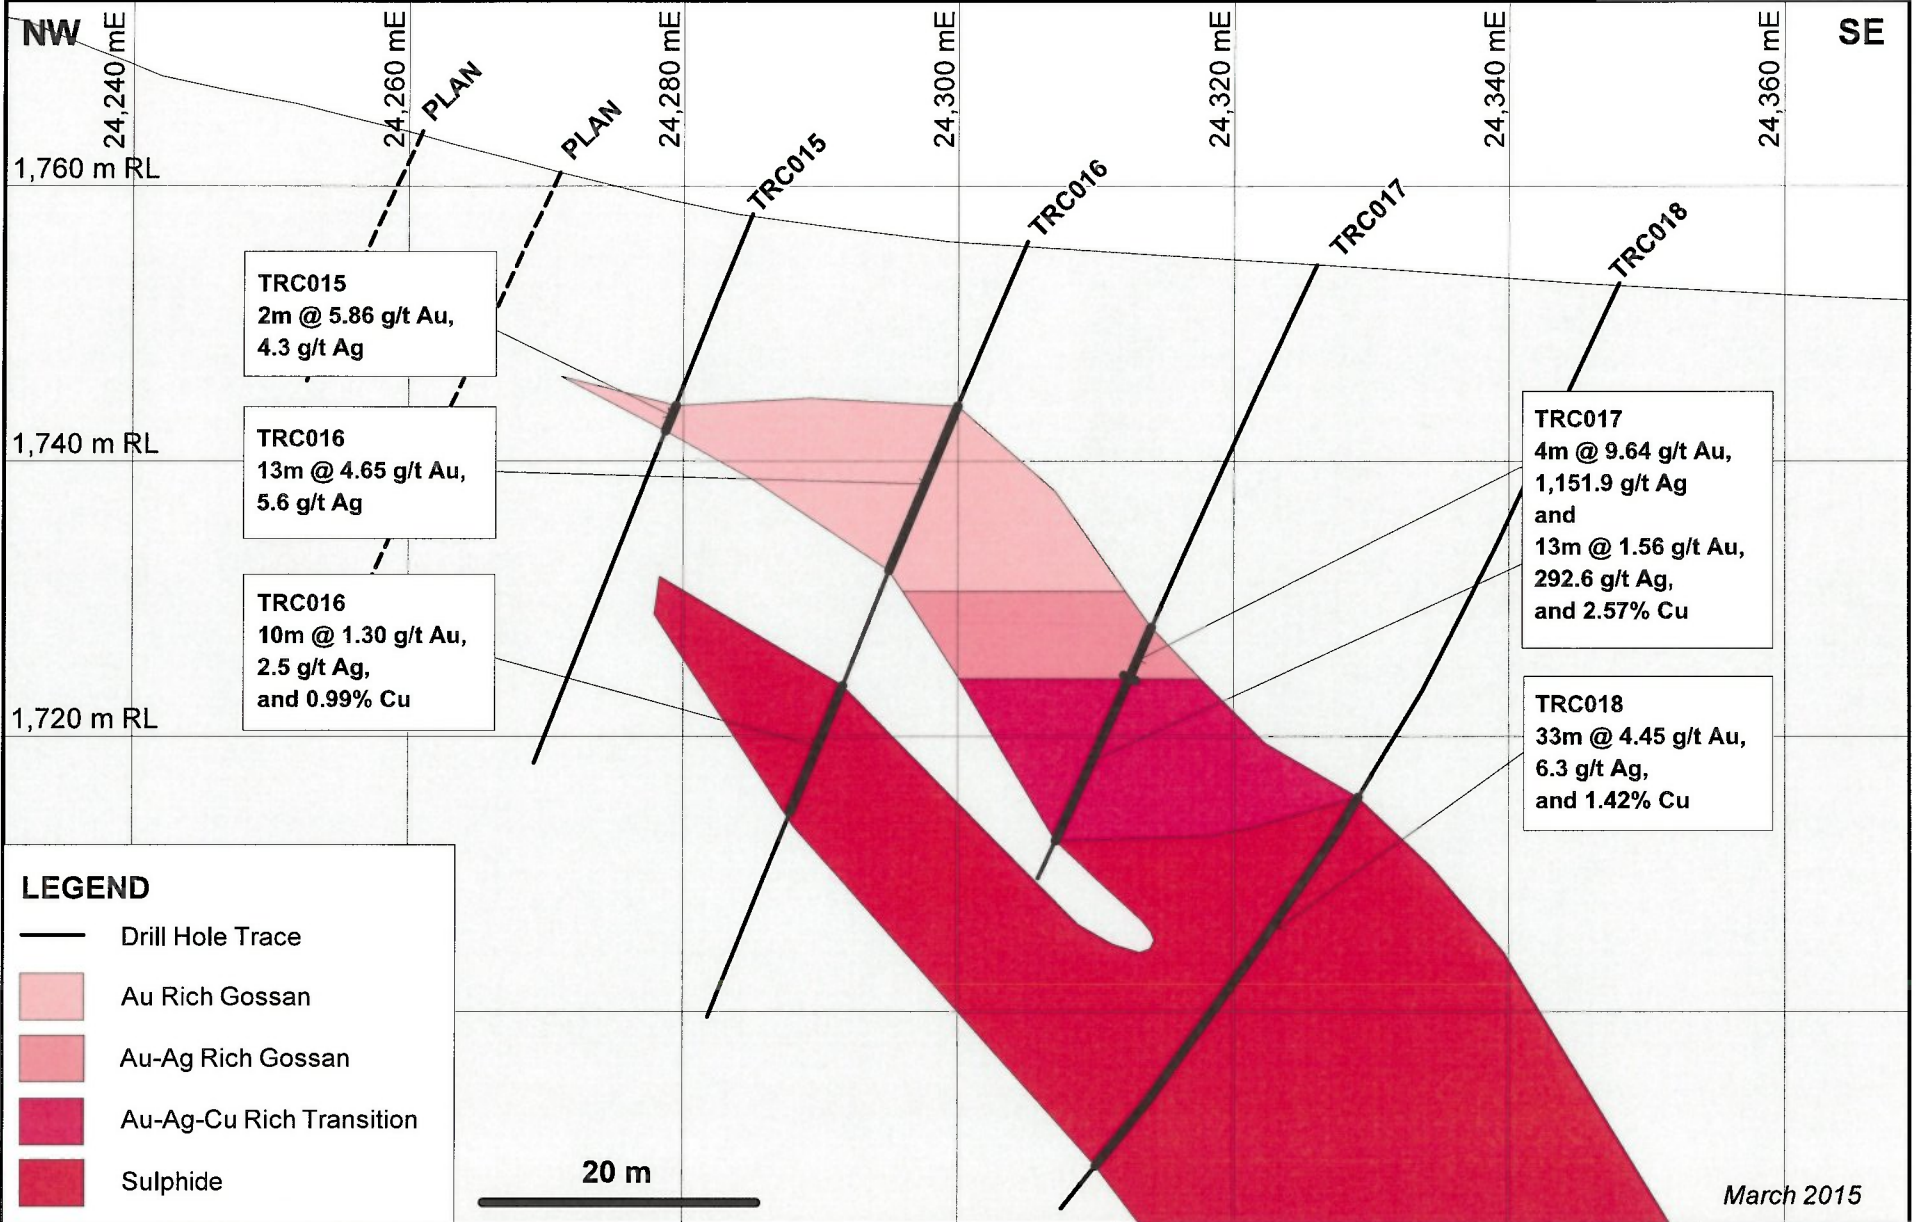 NW
24,240 mE
24,260 mE
24,280 mE
24,300 mE
24,320 mE
24,340 mE
24,360 mE
SE
PLAN
PLAN
TRC015
TRC016
TRC017
TRC018
1,760 m RL
1,740 m RL
1,720 m RL
TRC015
2m @ 5.86 g/t Au,
4.3 g/t Ag
TRC016
13m @ 4.65 g/t Au,
5.6 g/t Ag
TRC016
10m @ 1.30 g/t Au,
2.5 g/t Ag,
and 0.99% Cu
TRC017
4m @ 9.64 g/t Au,
1,151.9 g/t Ag
and
13m @ 1.56 g/t Au,
292.6 g/t Ag,
and 2.57% Cu
TRC018
33m @ 4.45 g/t Au,
6.3 g/t Ag,
and 1.42% Cu
LEGEND
Drill Hole Trace
Au Rich Gossan
Au-Ag Rich Gossan
Au-Ag-Cu Rich Transition
Sulphide
20 m
March 2015